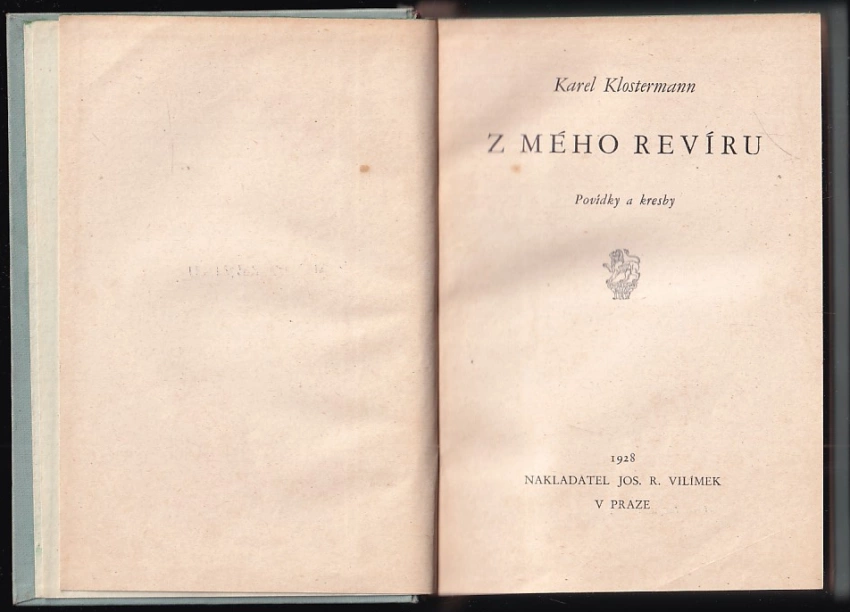 Karel Klostermann
Z MÉHO REVÍRU
Povídky a kresby
1928
NAKLADATEL JOS. R. VILÍMEK
V PRAZE